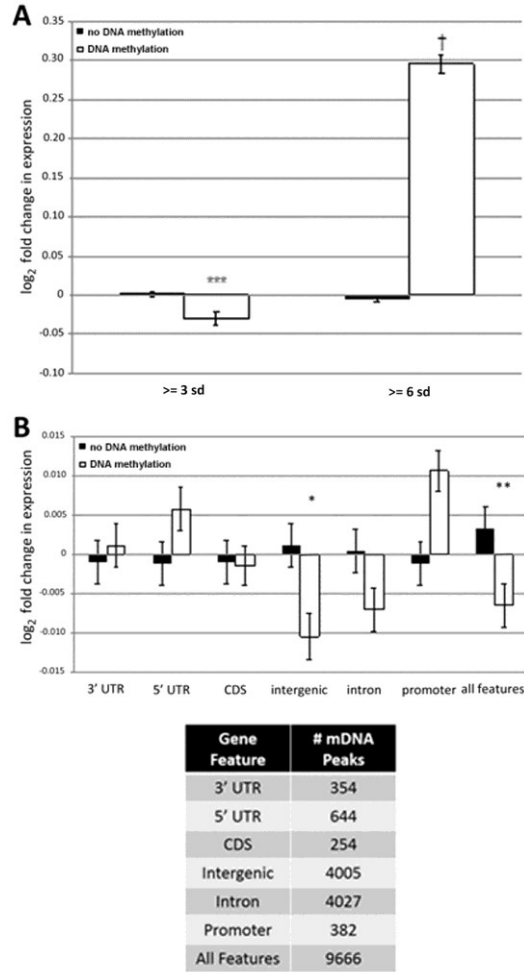 A
no DNA methylation
DNA methylation
log2 fold change in expression
0.35
0.30
0.25
0.20
0.15
0.10
0.05
0
-0.05
-0.10
***
†
>= 3 sd
>= 6 sd
B
no DNA methylation
DNA methylation
log2 fold change in expression
0.015
0.010
0.005
0
-0.005
-0.010
-0.015
*
**
3’ UTR 5’ UTR CDS intergenic intron promoter all features
Gene Feature # mDNA Peaks
3’ UTR 354
5’ UTR 644
CDS 254
Intergenic 4005
Intron 4027
Promoter 382
All Features 9666